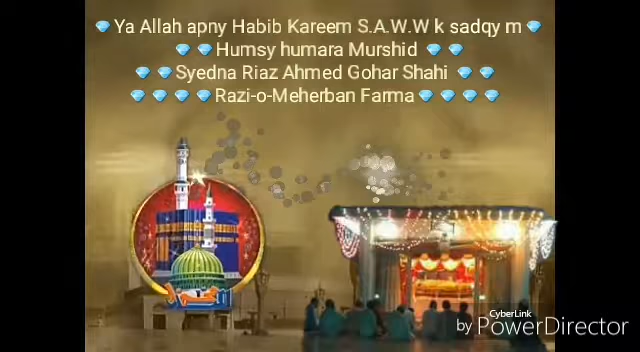 💎Ya Allah apny Habib Kareem S.A.W.W k sadqy m💎
💎💎Humsy humara Murshid 💎💎
💎💎Syedna Riaz Ahmed Gohar Shahi 💎💎
💎💎💎💎Razi-o-Meherban Farma💎💎💎💎
CyberLink
by PowerDirector